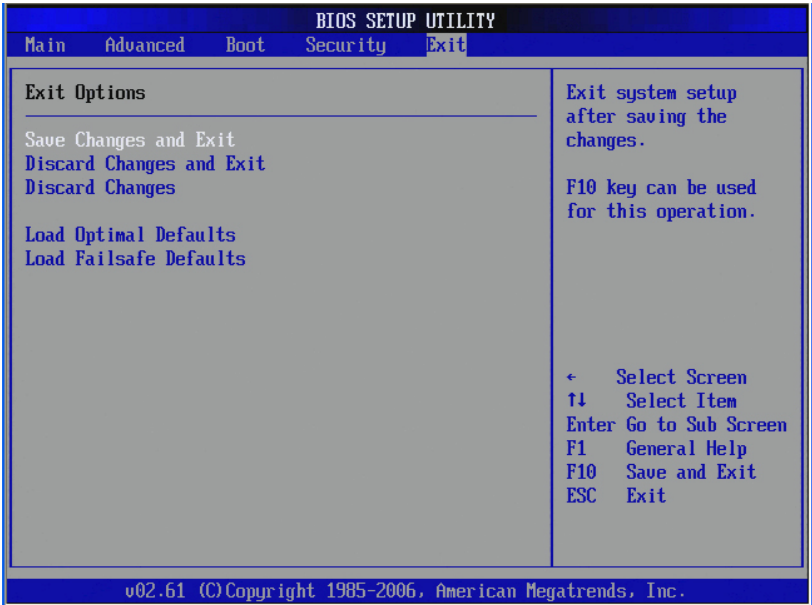 BIOS SETUP UTILITY
Main Advanced Boot Security Exit
Exit Options
Save Changes and Exit
Discard Changes and Exit
Discard Changes
Load Optimal Defaults
Load Failsafe Defaults
Exit system setup
after saving the
changes.
F10 key can be used
for this operation.
← Select Screen
↑↓ Select Item
Enter Go to Sub Screen
F1 General Help
F10 Save and Exit
ESC Exit
v02.61 (C)Copyright 1985-2006, American Megatrends, Inc.